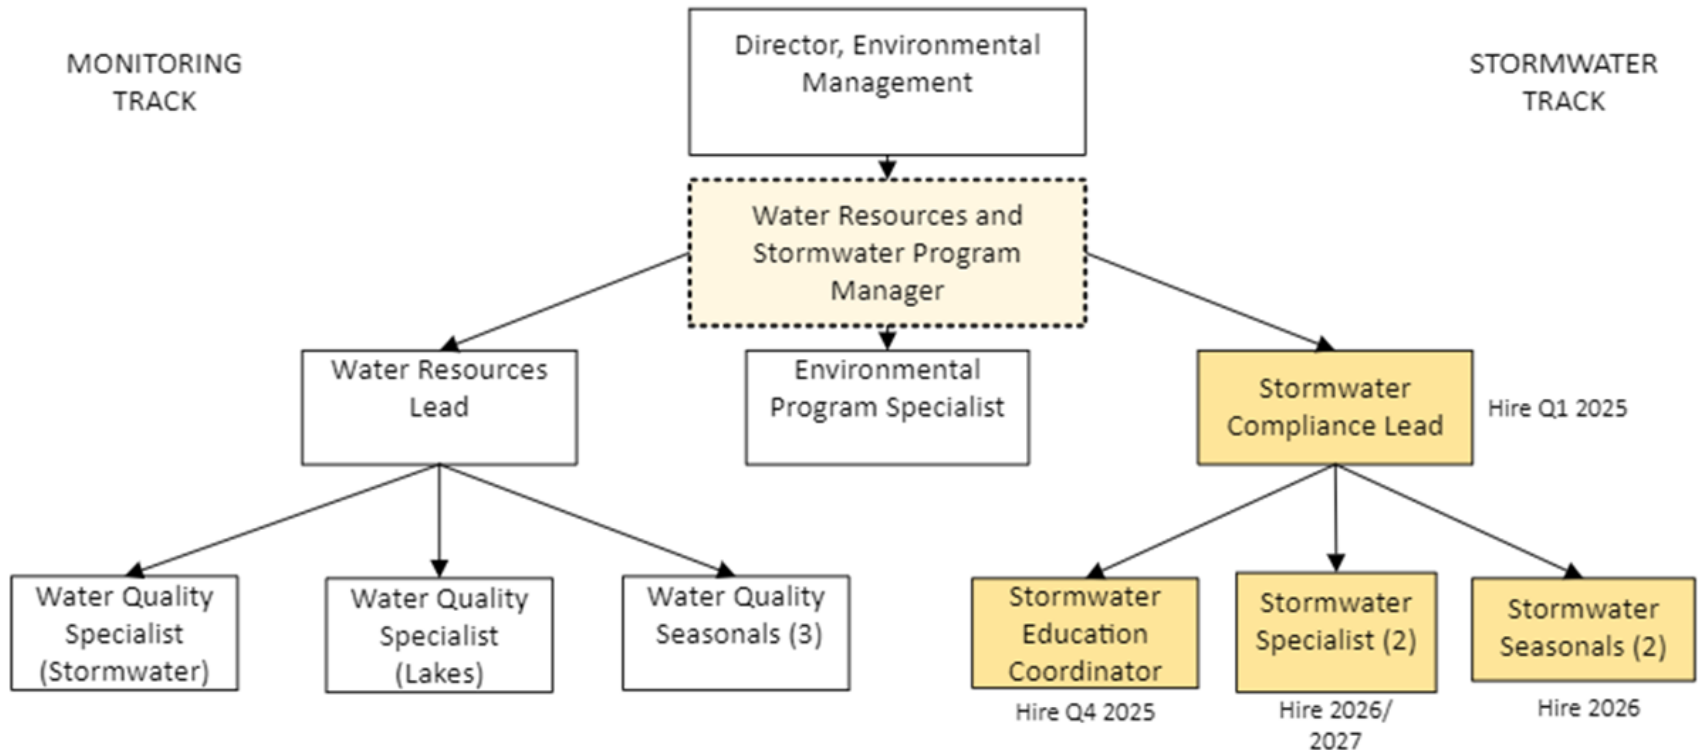 MONITORING
TRACK
Director, Environmental
Management
STORMWATER
TRACK
Water Resources and
Stormwater Program
Manager
Water Resources
Lead
Environmental
Program Specialist
Stormwater
Compliance Lead
Hire Q1 2025
Water Quality
Specialist
(Stormwater)
Water Quality
Specialist
(Lakes)
Water Quality
Seasonals (3)
Stormwater
Education
Coordinator
Hire Q4 2025
Stormwater
Specialist (2)
Hire 2026/
2027
Stormwater
Seasonals (2)
Hire 2026